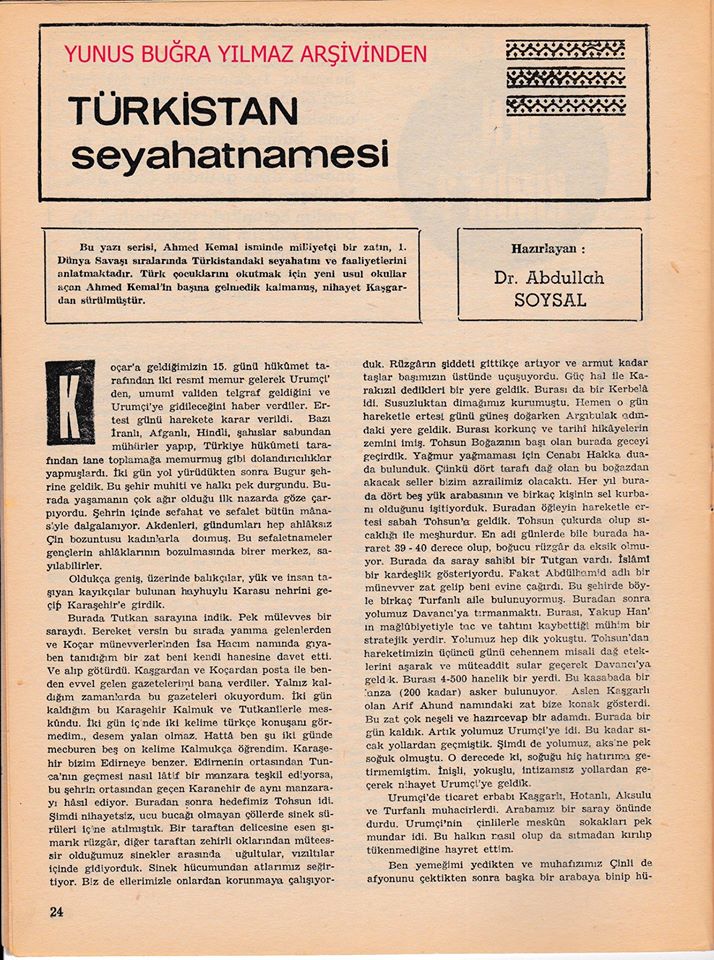 YUNUS BUĞRA YILMAZ ARŞİVİNDEN
TÜRKİSTAN
seyahatnamesi
Bu yazı serisi, Ahmed Kemal isminde milliyetçi bir zatın, 1.
Dünya Savaşı sıralarında Türkistandaki seyahatını ve faaliyetlerini
anlatmaktadır. Türk çocuklarını okutmak için yeni usul okullar
açan Ahmed Kemal'in başına gelmedik kalmamış, nihayet Kaşgar-
dan sürülmüştür.
Hazırlayan :
Dr. Abdullah
SOYSAL
Koçar'a geldiğimizin 15. günü hükûmet ta-
rafından iki resmî memur gelerek Urumçi'
den, umumî validen telgraf geldiğini ve
Urumçi'ye gidileceğini haber verdiler. Er-
tesi günü harekete karar verildi. Bazı
İranlı, Afganlı, Hindli, şahıslar sabundan
mühürler yapıp, Türkiye hükûmeti tara-
fından iane toplamağa memurmuş gibi dolandırıcılıklar
yapmışlardı. İki gün yol yürüdükten sonra Bugur şeh-
rine geldik. Bu şehir muhiti ve halkı pek durgundu. Bu-
rada yaşamanın çok ağır olduğu ilk nazarda göze çar-
pıyordu. Şehrin içinde sefahat ve sefalet bütün mâna-
siyle dalgalanıyor. Akdenleri, gündumları hep ahlâksız
Çin bozuntusu kadınlarla dolmuş. Bu sefaletnameler
gençlerin ahlâklarının bozulmasında birer merkez, sa-
yılabilirler.
Oldukça geniş, üzerinde balıkçılar, yük ve insan ta-
şıyan kayıkçılar bulunan hayhuylu Karasu nehrini ge-
çip Karaşehir'e girdik.
Burada Tutkan sarayına indik. Pek mülevves bir
saraydı. Bereket versin bu sırada yanıma gelenlerden
ve Koçar münevverlerinden İsa Hacım namında gıya-
ben tanıdığım bir zat beni kendi hanesine davet etti.
Ve alıp götürdü. Kaşgardan ve Koçardan posta ile ben-
den evvel gelen gazetelerimi bana verdiler. Yalnız kal-
dığım zamanlarda bu gazeteleri okuyordum. İki gün
kaldığım bu Karaşehir Kalmuk ve Tutkanilerle mes-
kûndu. İki gün içinde iki kelime türkçe konuşanı gör-
medim., desem yalan olmaz. Hattâ ben şu iki günde
mecburen beş on kelime Kalmukça öğrendim. Karaşe-
hir bizim Edirneye benzer. Edirnenin ortasından Tun-
ca'nın geçmesi nasıl lâtif bir manzara teşkil ediyorsa,
bu şehrin ortasından geçen Karanehir de aynı manzara-
yı hâsıl ediyor. Buradan sonra hedefimiz Tohsun idi.
Şimdi nihayetsiz, ucu bucağı olmayan çöllerde sinek sü-
rüleri içine atılmıştık. Bir taraftan delicesine esen şı-
marık rüzgâr, diğer taraftan zehirli oklarından mütees-
sir olduğumuz sinekler arasında uğultular, vızıltılar
içinde gidiyorduk. Sinek hücumundan atlarımız seğir-
tiyor. Biz de ellerimizle onlardan korunmaya çalışıyor-
duk. Rüzgârın şiddeti gittikçe artıyor ve armut kadar
taşlar başımızın üstünde uçuşuyordu. Güç hal ile Ka-
rakızıl dedikleri bir yere geldik. Burası da bir Kerbelâ
idi. Susuzluktan dimağımız kurumuştu. Hemen o gün
hareketle ertesi günü güneş doğarken Argıbulak adın-
daki yere geldik. Burası korkunç ve tarihî hikâyelerin
zemini imiş. Tohsun Boğazının başı olan burada geceyi
geçirdik. Yağmur yağmaması için Cenabı Hakka dua-
da bulunduk. Çünkü dört tarafı dağ olan bu boğazdan
akacak seller bizim azrailimiz olacaktı. Her yıl bura-
da dört beş yük arabasının ve birkaç kişinin sel kurba-
nı olduğunu işitiyorduk. Buradan öğleyin hareketle er-
tesi sabah Tohsun'a geldik. Tohsun çukurda olup sı-
caklığı ile meşhurdur. En adi günlerde bile burada ha-
raret 39 - 40 derece olup, boğucu rüzgâr da eksik olmu-
yor. Burada da saray sahibi bir Tutgan vardı. İslâmî
bir kardeşlik gösteriyordu. Fakat Abdülhamid adlı bir
münevver zat gelip beni evine çağırdı. Bu şehirde böy-
le birkaç Turfanlı aile bulunuyormuş. Buradan sonra
yolumuz Davancı'ya tırmanmaktı. Burası, Yakup Han'
ın mağlûbiyetiyle tac ve tahtını kaybettiği mühim bir
stratejik yerdir. Yolumuz hep dik yokuştu. Tohsun'dan
hareketimizin üçüncü günü cehennem misali dağ etek-
lerini aşarak ve müteaddit sular geçerek Davancı'ya
geldik. Burası 4-500 hanelik bir yerdi. Bu kasabada bir
lanza (200 kadar) asker bulunuyor. Aslen Kaşgarlı
olan Arif Ahund namındaki zat bize konak gösterdi.
Bu zat çok neşeli ve hazırcevap bir adamdı. Burada bir
gün kaldık. Artık yolumuz Urumçi'ye idi. Bu kadar sı-
cak yollardan geçmiştik. Şimdi de yolumuz, aksine pek
soğuk olmuştu. O derecede ki, soğuğu hiç hatırıma ge-
tirmemiştim. İnişli, yokuşlu, intizamsız yollardan ge-
çerek nihayet Urumçi'ye geldik.
Urumçi'de ticaret erbabı Kaşgarlı, Hotanlı, Aksulu
ve Turfanlı muhacirlerdi. Arabamız bir saray önünde
durdu. Urumçi'nin çinlilerle meskûn sokakları pek
mundar idi. Bu halkın nasıl olup da sıtmadan kırılıp
tükenmediğine hayret ettim.
Ben yemeğimi yedikten ve muhafızımız Çinli de
afyonunu çektikten sonra başka bir arabaya binip hü-
24